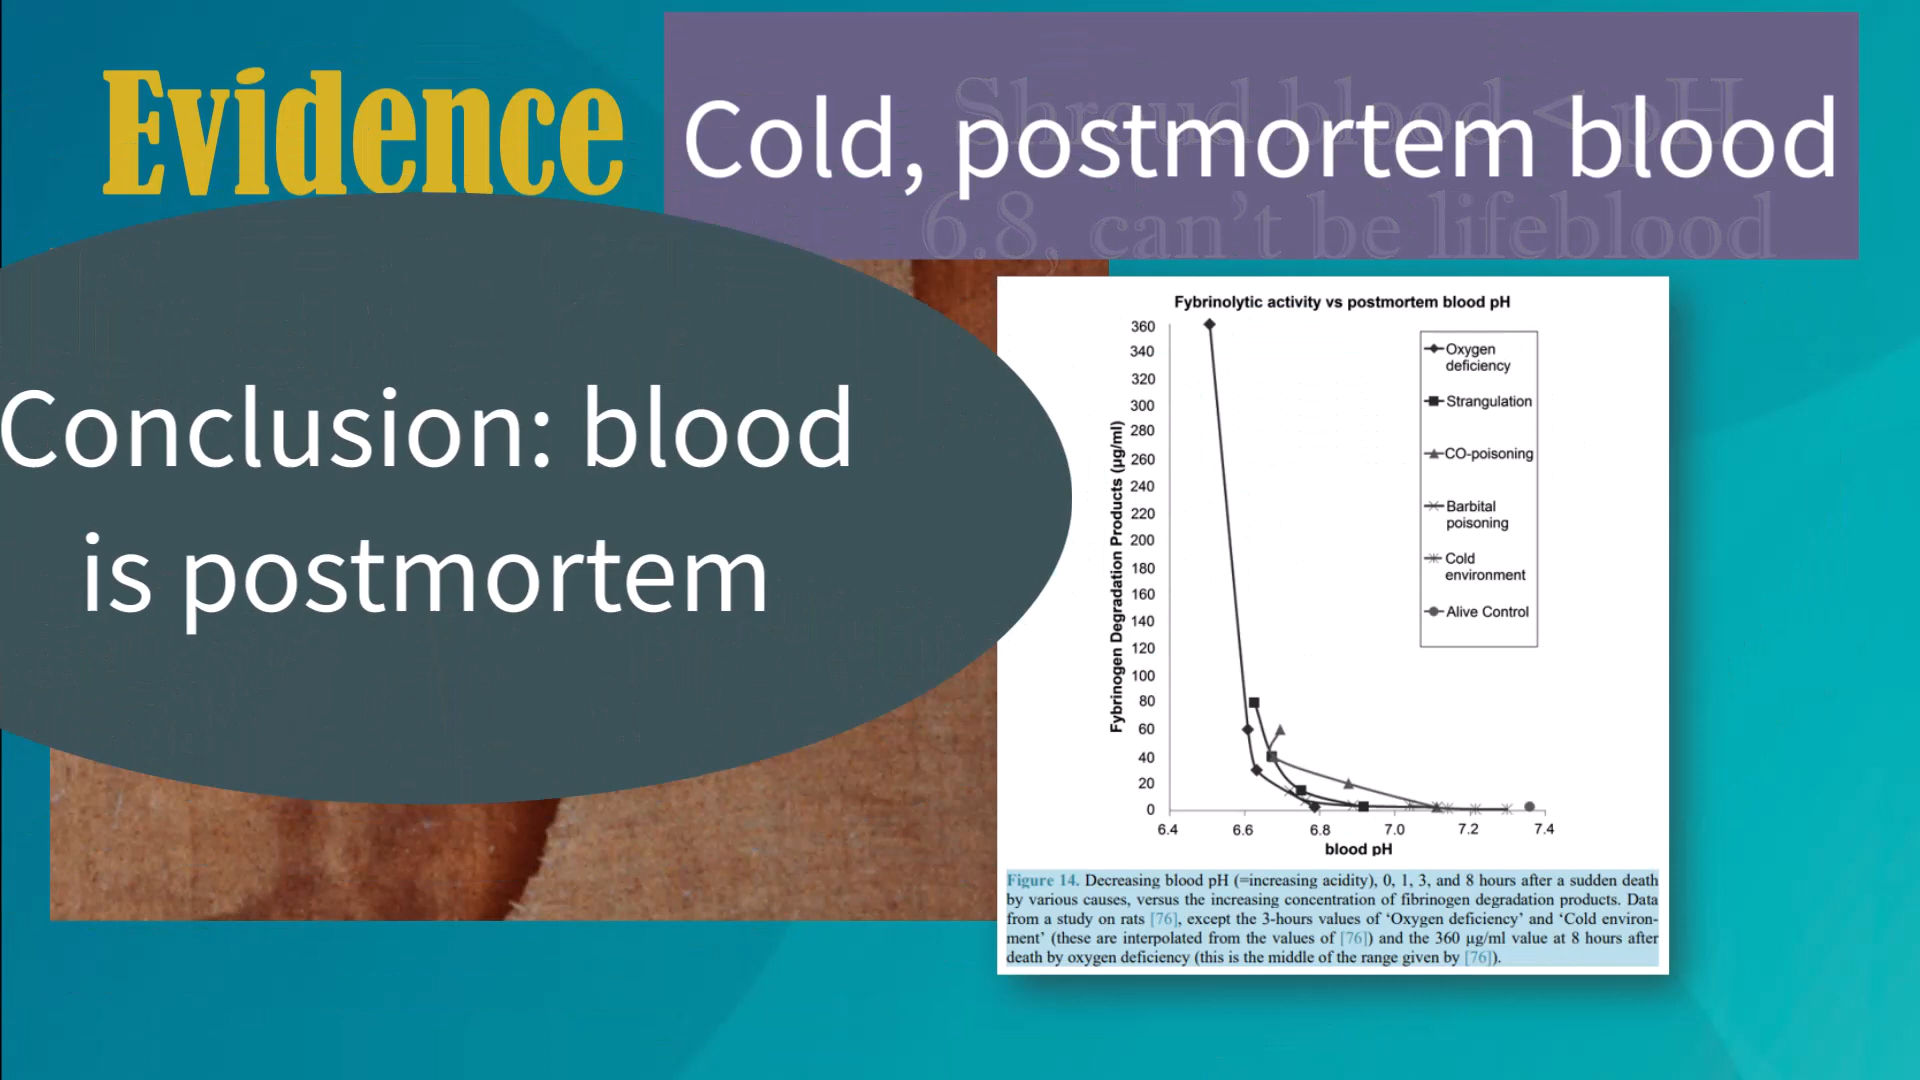 Evidence
Cold, postmortem blood
Shroud blood < pH
6.8, can't be lifeblood
Conclusion: blood
is postmortem
Fybrinolytic activity vs postmortem blood pH
Fybrinogen Degradation Products (µg/ml)
360
340
320
300
280
260
240
220
200
180
160
140
120
100
80
60
40
20
0
6.4 6.6 6.8 7.0 7.2 7.4
blood pH
Oxygen
deficiency
Strangulation
CO-poisoning
Barbital
poisoning
Cold
environment
Alive Control
Figure 14. Decreasing blood pH (=increasing acidity), 0, 1, 3, and 8 hours after a sudden death
by various causes, versus the increasing concentration of fibrinogen degradation products. Data
from a study on rats [76], except the 3-hours values of ‘Oxygen deficiency’ and ‘Cold environ-
ment’ (these are interpolated from the values of [76]) and the 360 µg/ml value at 8 hours after
death by oxygen deficiency (this is the middle of the range given by [76]).